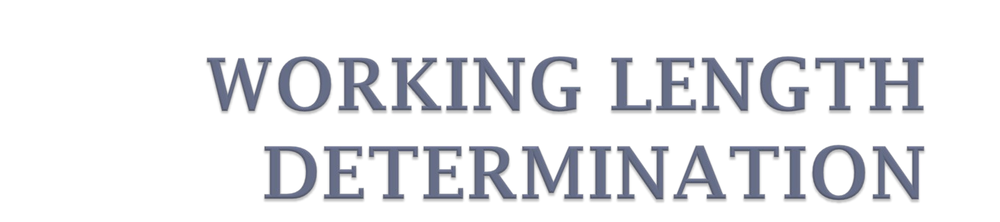 WORKING LENGTH
DETERMINATION